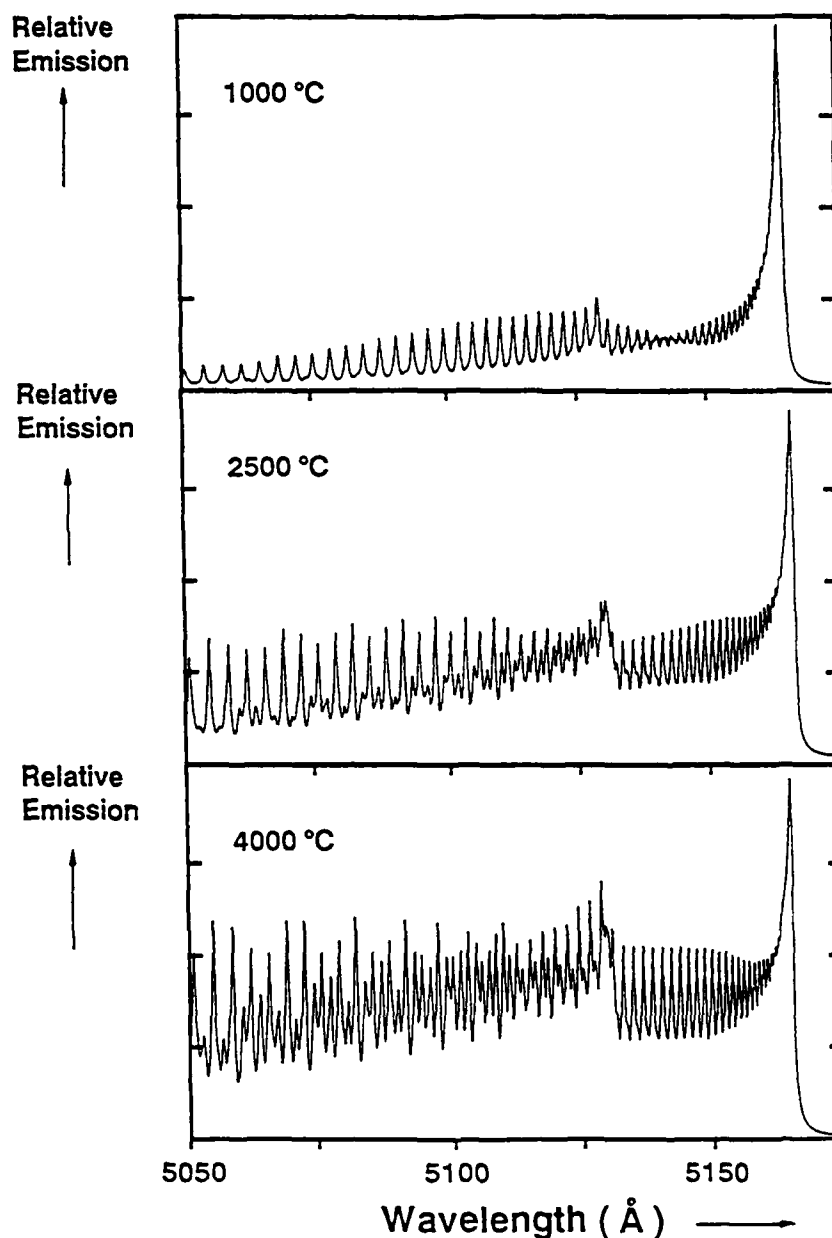 Relative
Emission
1000 °C
Relative
Emission
2500 °C
Relative
Emission
4000 °C
5050 5100 5150
Wavelength ( Å )